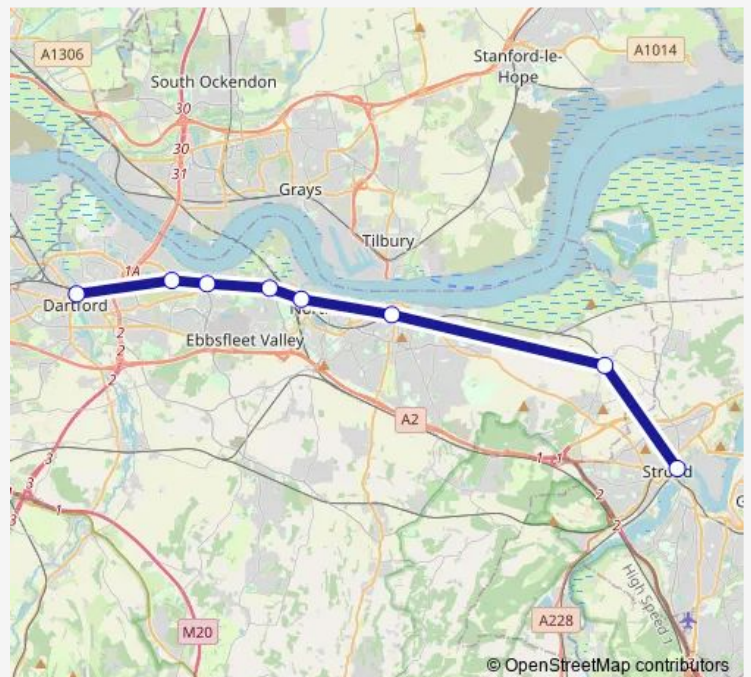 A1306
Stanford-le-
Hope
A1014
South Ockendon
30
30
31
Grays
Tilbury
1A
Dartford
Ebbsfleet Valley
2
2
2
A2
1
1
Strood
3
3
3
1
2
2
High Speed 1
M20
A228
© OpenStreetMap contributors